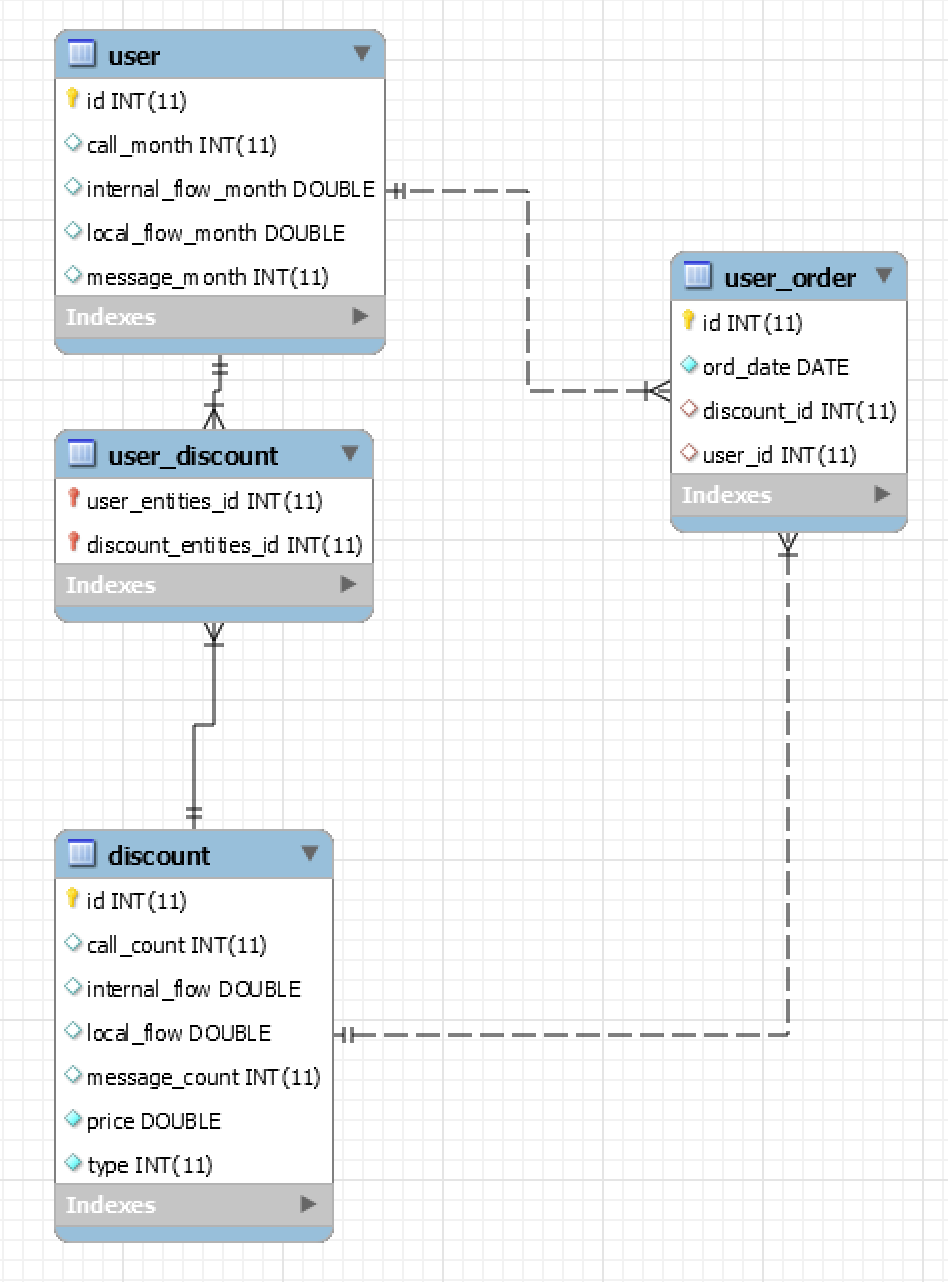 user
id INT(11)
call_month INT(11)
internal_flow_month DOUBLE
local_flow_month DOUBLE
message_month INT(11)
Indexes
user_order
id INT(11)
ord_date DATE
discount_id INT(11)
user_id INT(11)
Indexes
user_discount
user_entities_id INT(11)
discount_entities_id INT(11)
Indexes
discount
id INT(11)
call_count INT(11)
internal_flow DOUBLE
local_flow DOUBLE
message_count INT(11)
price DOUBLE
type INT(11)
Indexes